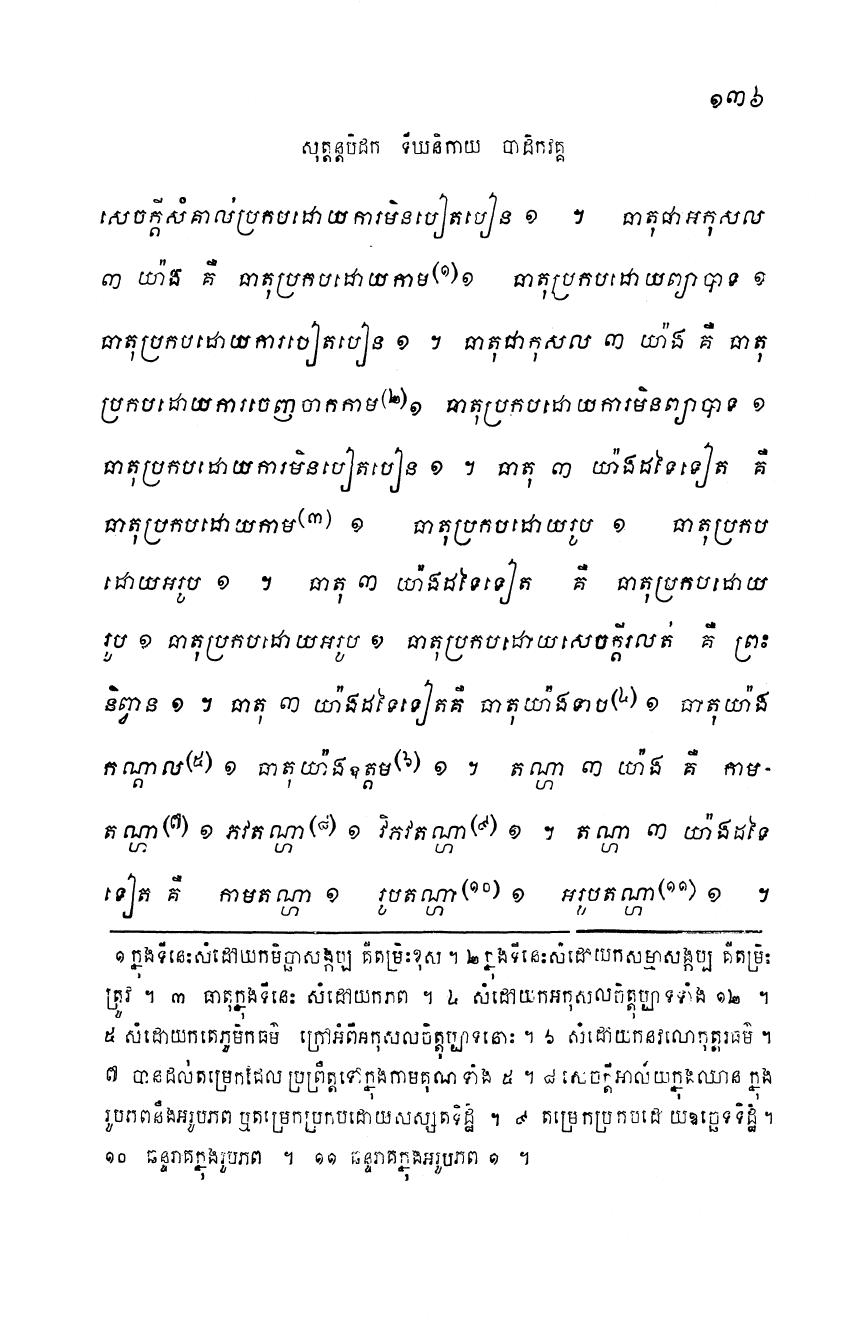 ១៣៦
សុត្តន្តបិដក ទីឃនិកាយ បាដិកវគ្គ
សេចក្តីសំគាល់ប្រកបដោយការមិនបៀតបៀន ១ ។ ធាតុជាអកុសល
៣ យ៉ាង គឺ ធាតុប្រកបដោយកាម(១)១ ធាតុប្រកបដោយព្យាបាទ ១
ធាតុប្រកបដោយការបៀតបៀន ១ ។ ធាតុជាកុសល ៣ យ៉ាង គឺ ធាតុ
ប្រកបដោយការចេញចាកកាម(២)១ ធាតុប្រកបដោយការមិនព្យាបាទ ១
ធាតុប្រកបដោយការមិនបៀតបៀន ១ ។ ធាតុ ៣ យ៉ាងដទៃទៀត គឺ
ធាតុប្រកបដោយកាម(៣) ១ ធាតុប្រកបដោយរូប ១ ធាតុប្រកប
ដោយអរូប ១ ។ ធាតុ ៣ យ៉ាងដទៃទៀត គឺ ធាតុប្រកបដោយ
រូប ១ ធាតុប្រកបដោយអរូប ១ ធាតុប្រកបដោយសេចក្តីរលត់ គឺ ព្រះ
និព្វាន ១ ។ ធាតុ ៣ យ៉ាងដទៃទៀតគឺ ធាតុយ៉ាងទាប(៤) ១ ធាតុយ៉ាង
កណ្តាល(៥) ១ ធាតុយ៉ាងឧត្តម(៦) ១ ។ តណ្ហា ៣ យ៉ាង គឺ កាម-
តណ្ហា(៧) ១ ភវតណ្ហា(៨) ១ វិភវតណ្ហា(៩) ១ ។ តណ្ហា ៣ យ៉ាងដទៃ
ទៀត គឺ កាមតណ្ហា ១ រូបតណ្ហា(១០) ១ អរូបតណ្ហា(១១) ១ ។
១ ក្នុងទីនេះសំដៅយកមិច្ឆាសង្កប្ប គឺតម្រិះខុស ។ ២ ក្នុងទីនេះសំដៅយកសម្មាសង្កប្ប គឺតម្រិះ
ត្រូវ ។ ៣ ធាតុក្នុងទីនេះ សំដៅយកភព ។ ៤ សំដៅយកអកុសលចិត្តុប្បាទទាំង ១២ ។
៥ សំដៅយកតេភូមិកធម៌ ក្រៅអំពីអកុសលចិត្តុប្បាទនោះ ។ ៦ សំដៅយកនវលោកុត្តរធម៌ ។
៧ បានដល់តម្រេកដែល ប្រព្រឹត្តទៅក្នុងកាមគុណ ទាំង ៥ ។ ៨ សេចក្តីអាល័យក្នុងឈាន ក្នុង
រូបភពនឹងអរូបភព ឬតម្រេកប្រកបដោយសស្សតទិដ្ឋិ ។ ៩ តម្រេកប្រកបដោយឧច្ឆេទទិដ្ឋិ ។
១០ ឆន្ទរាគក្នុងរូបភព ។ ១១ ឆន្ទរាគក្នុងអរូបភព ១ ។